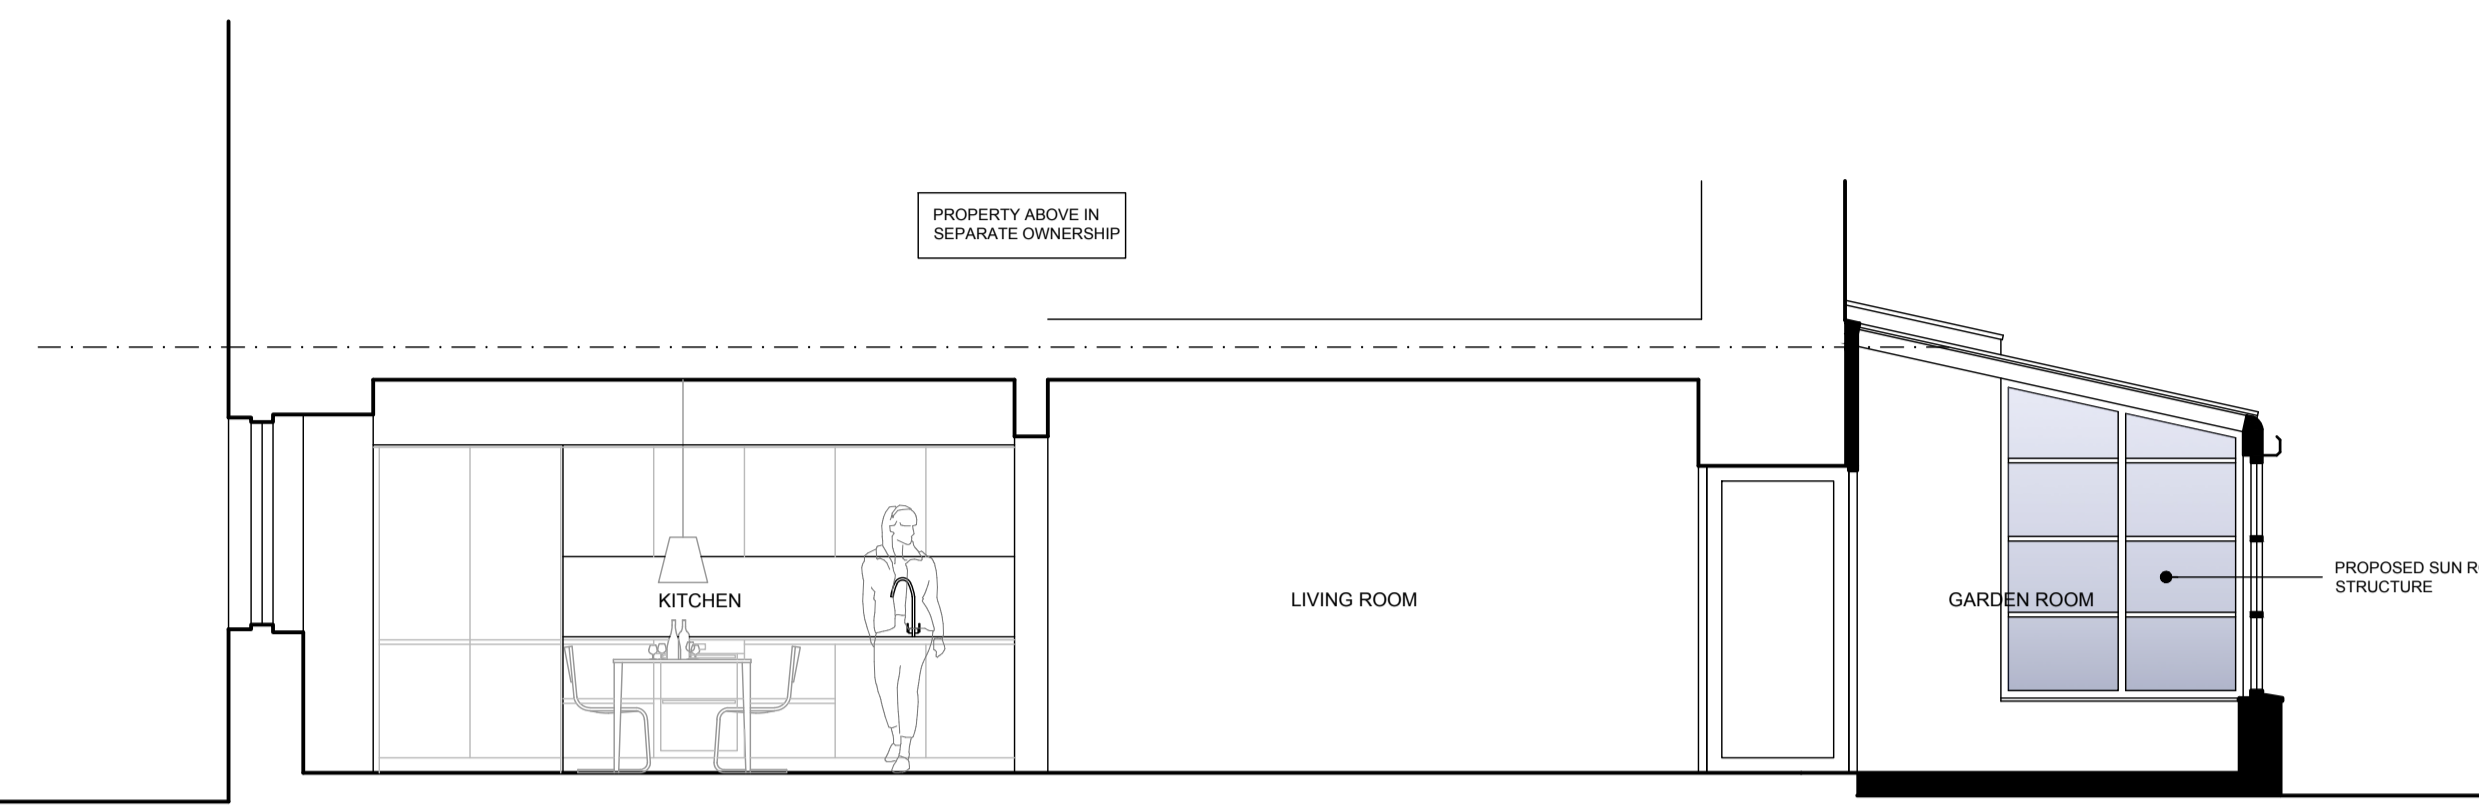 PROPERTY ABOVE IN
SEPARATE OWNERSHIP
KITCHEN
LIVING ROOM
GARDEN ROOM
PROPOSED SUN
STRUCTURE